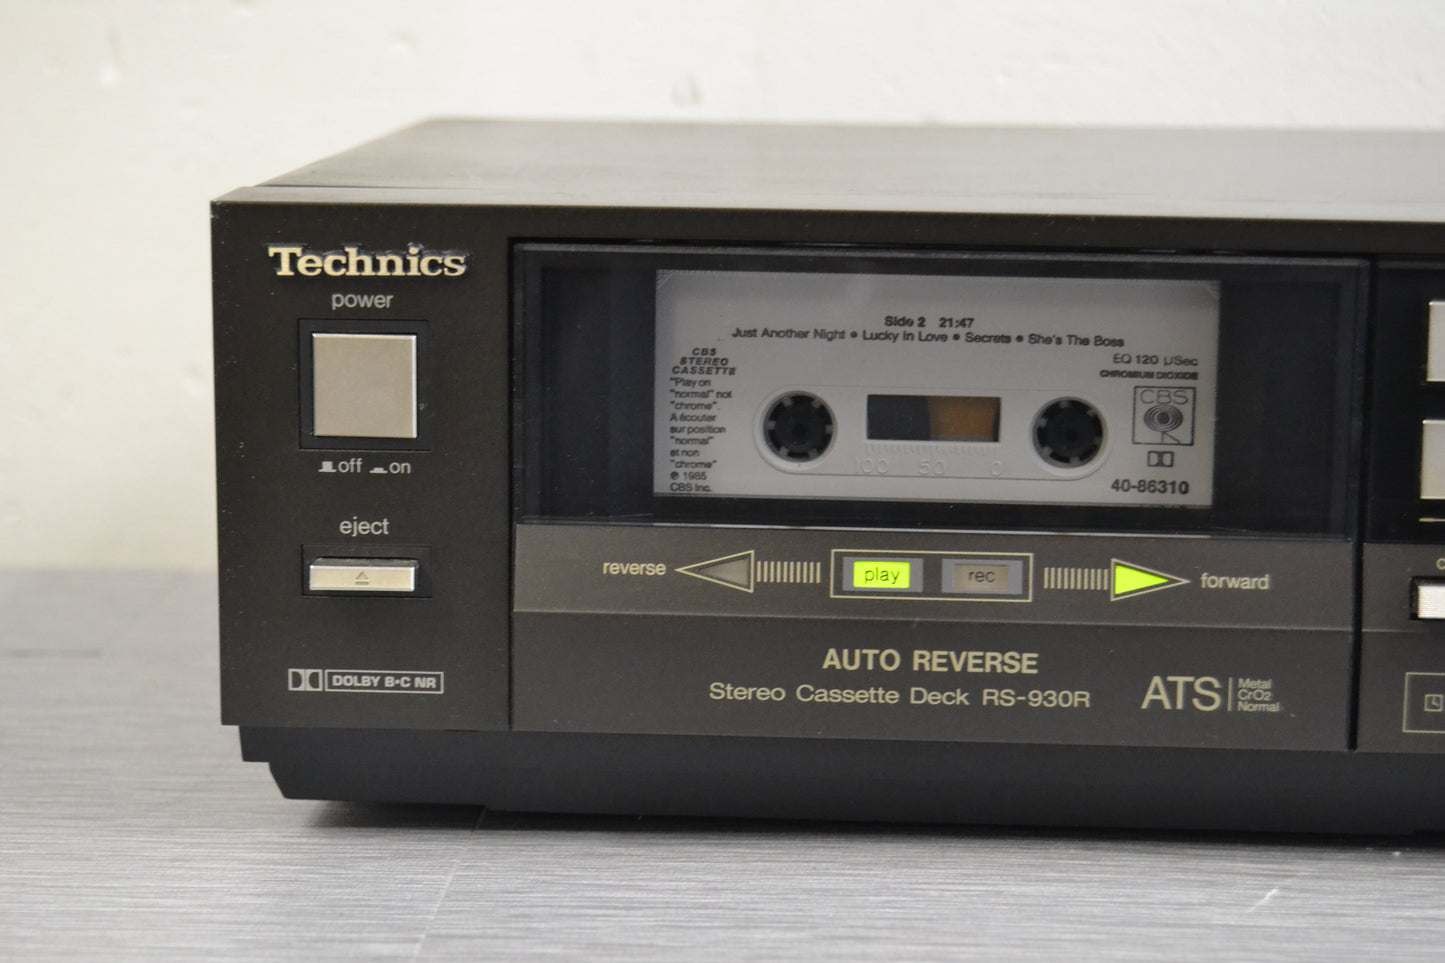 Technics
power
off on
eject
DOLBY B·C NR
Side 2 21:47
Just Another Night • Lucky In Love • Secrets • She's The Boss
CBS
STEREO
CASSETTE
"Play on
"normal" not
"chrome".
A écouter
sur position
"normal"
et non
"chrome"
℗ 1985
CBS Inc.
EQ 120 µSec
CHROMIUM DIOXIDE
CBS
100 50 0
40-86310
reverse play rec forward
AUTO REVERSE
Stereo Cassette Deck RS-930R
ATS
Metal
CrO2
Normal